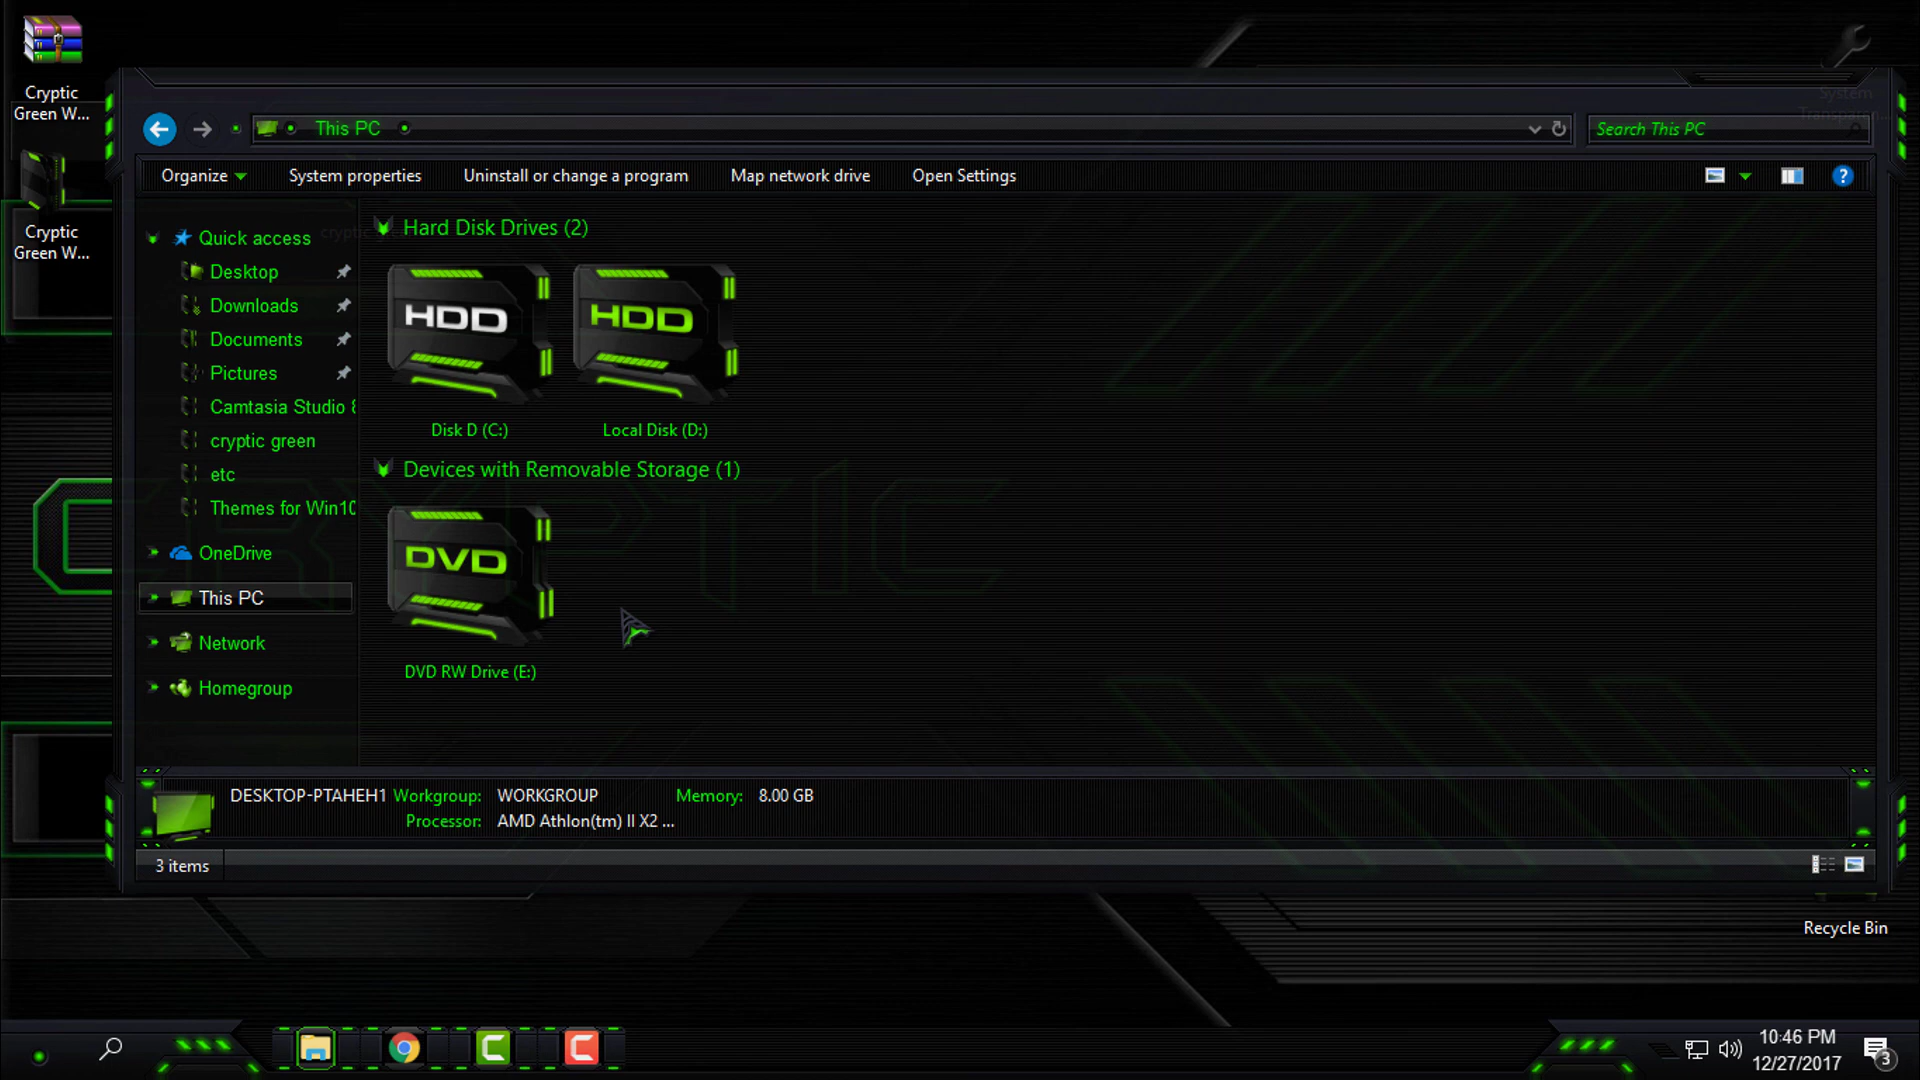 Cryptic
Green W...
Cryptic
Green W...
System
This PC
Search This PC
Organize
System properties
Uninstall or change a program
Map network drive
Open Settings
Quick access
Desktop
Downloads
Documents
Pictures
Camtasia Studio 8
cryptic green
etc
Themes for Win10
OneDrive
This PC
Network
Homegroup
Hard Disk Drives (2)
HDD
HDD
Disk D (C:)
Local Disk (D:)
Devices with Removable Storage (1)
DVD
DVD RW Drive (E:)
CRYPTIC
DESKTOP-PTAHEH1
Workgroup: WORKGROUP
Memory: 8.00 GB
Processor: AMD Athlon(tm) II X2 ...
3 items
Recycle Bin
10:46 PM
12/27/2017
3